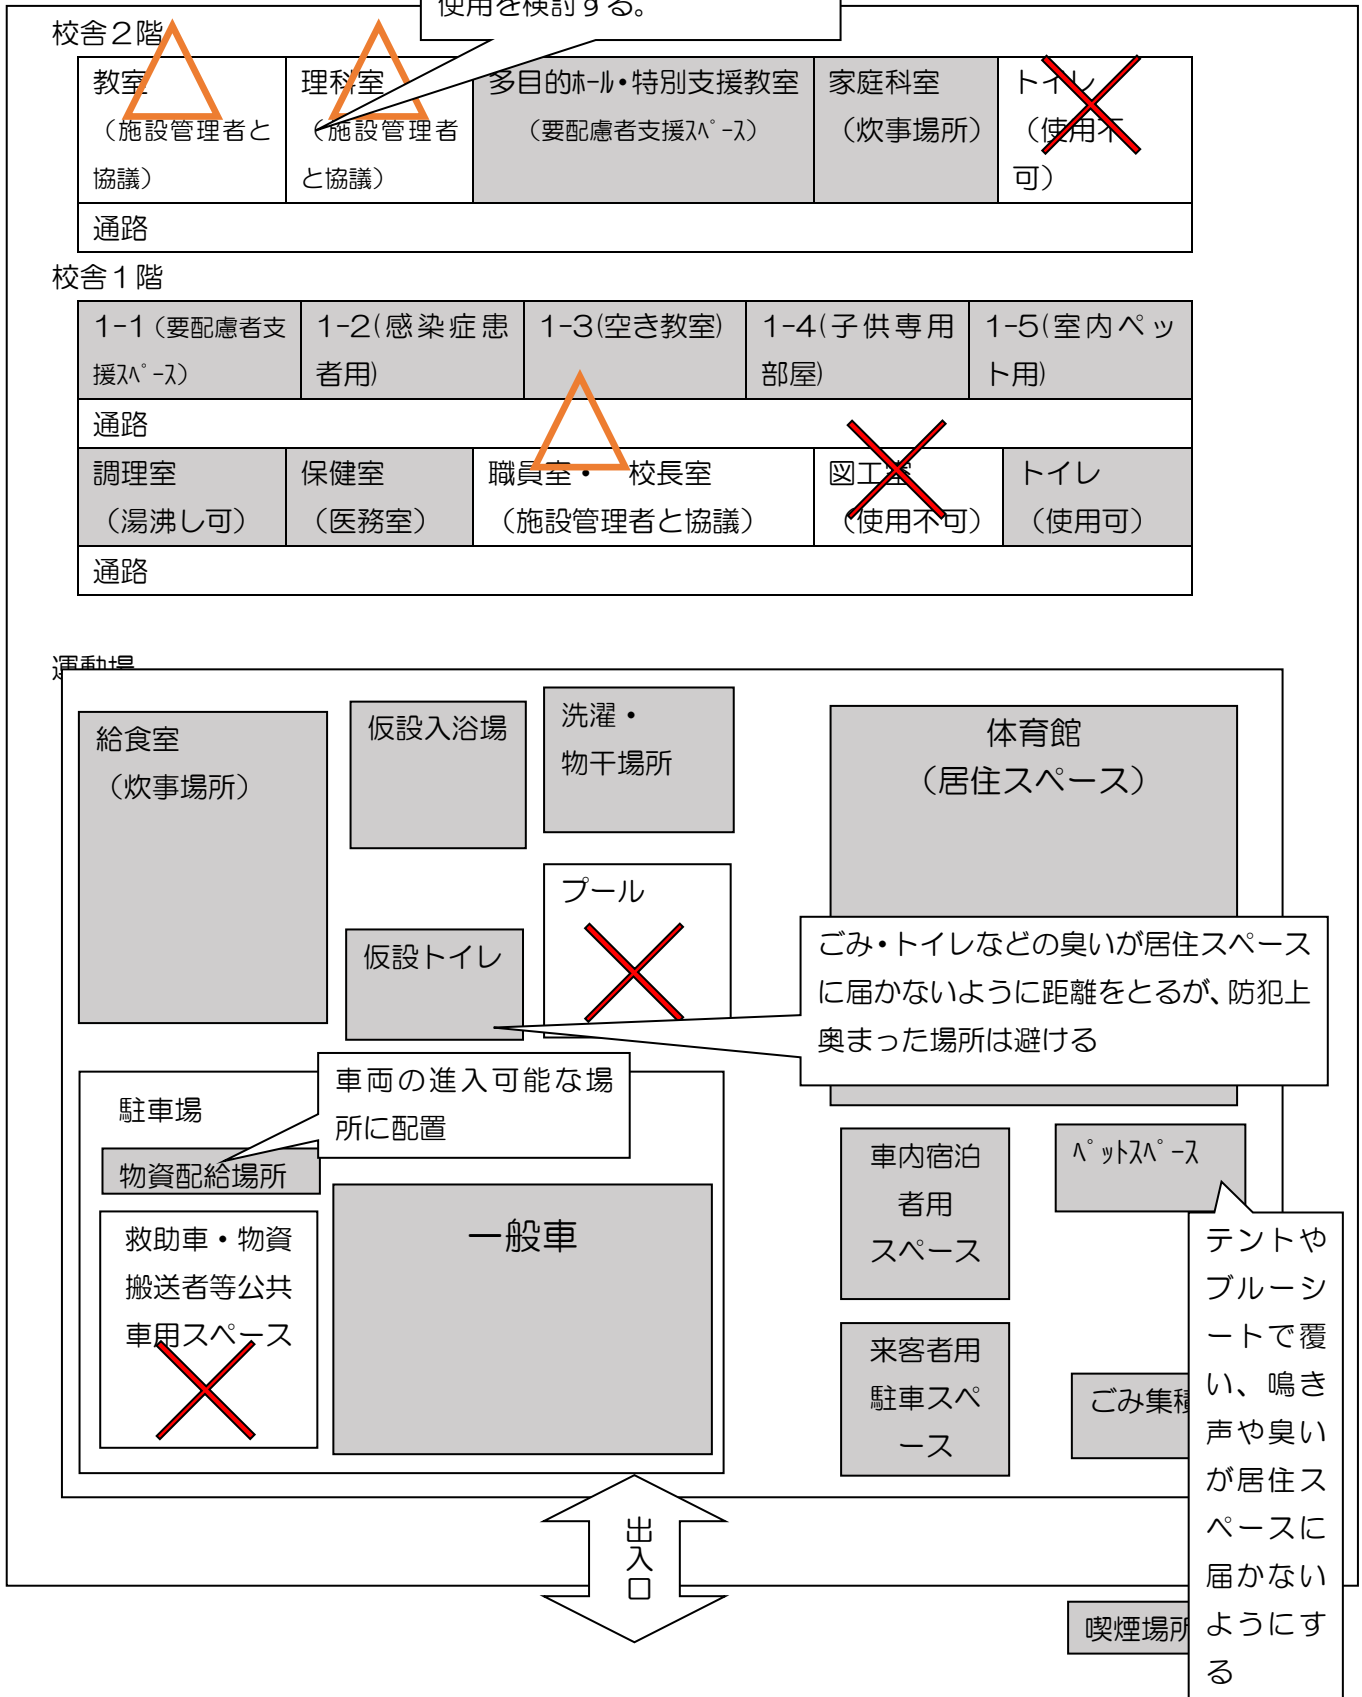 使用を検討する。
校舎２階
教室
（施設管理者と
協議）
理科室
（施設管理者
と協議）
多目的ﾎｰﾙ・特別支援教室
（要配慮者支援ｽﾍﾟｰｽ）
家庭科室
（炊事場所）
トイレ
（使用不
可）
通路
校舎１階
1-1（要配慮者支
援ｽﾍﾟｰｽ）
1-2(感染症患
者用)
1-3(空き教室)
1-4(子供専用
部屋)
1-5(室内ペッ
ト用)
通路
調理室
（湯沸し可）
保健室
（医務室）
職員室・　校長室
（施設管理者と協議）
図工室
（使用不可）
トイレ
（使用可）
通路
運動場
給食室
（炊事場所）
仮設入浴場
洗濯・
物干場所
体育館
（居住スペース）
プール
仮設トイレ
ごみ・トイレなどの臭いが居住スペース
に届かないように距離をとるが、防犯上
奥まった場所は避ける
駐車場
車両の進入可能な場
所に配置
物資配給場所
救助車・物資
搬送者等公共
車用スペース
一般車
車内宿泊
者用
スペース
ﾍﾟｯﾄｽﾍﾟｰｽ
来客者用
駐車スペ
ース
ごみ集積
テントや
ブルーシ
ートで覆
い、鳴き
声や臭い
が居住ス
ペースに
届かない
ようにす
る
出入口
喫煙場所